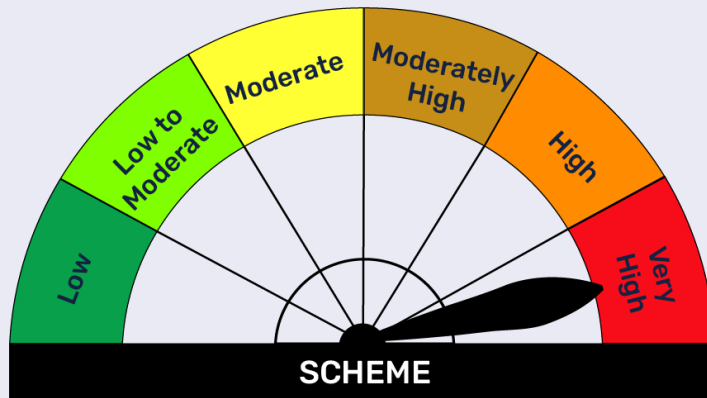 Low
Low to
Moderate
Moderate
Moderately
High
High
Very
High
SCHEME